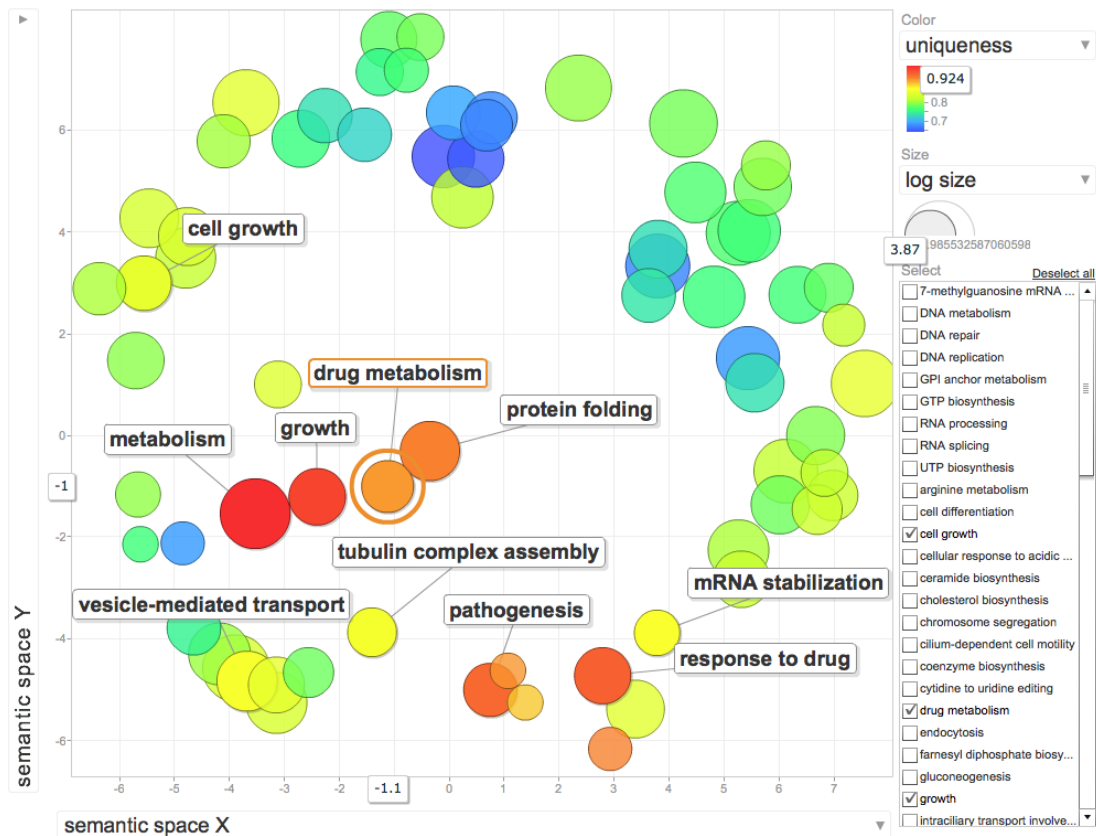 Color
uniqueness
0.924
0.8
0.7
Size
log size
3.87
985532587060598
Select
Deselect all
7-methylguanosine mRNA ...
DNA metabolism
DNA repair
DNA replication
GPI anchor metabolism
GTP biosynthesis
RNA processing
RNA splicing
UTP biosynthesis
arginine metabolism
cell differentiation
cell growth
cellular response to acidic ...
ceramide biosynthesis
cholesterol biosynthesis
chromosome segregation
cilium-dependent cell motility
coenzyme biosynthesis
cytidine to uridine editing
drug metabolism
endocytosis
farnesyl diphosphate biosy...
gluconeogenesis
growth
intraciliary transport involve...
6
4
2
0
-1
-2
-4
-6
semantic space Y
cell growth
drug metabolism
protein folding
growth
metabolism
tubulin complex assembly
mRNA stabilization
vesicle-mediated transport
pathogenesis
response to drug
-6 -5 -4 -3 -2 -1.1 0 1 2 3 4 5 6 7
semantic space X